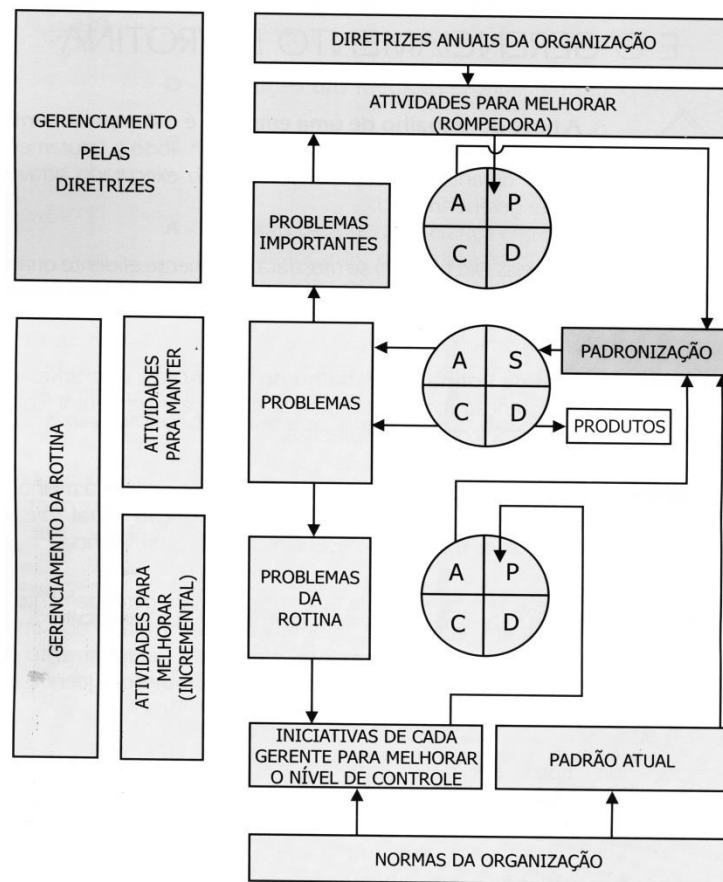 DIRETRIZES ANUAIS DA ORGANIZAÇÃO
GERENCIAMENTO
PELAS
DIRETRIZES
ATIVIDADES PARA MELHORAR
(ROMPEDORA)
A P
C D
PROBLEMAS
IMPORTANTES
GERENCIAMENTO DA ROTINA
ATIVIDADES
PARA MANTER
PROBLEMAS
A S
C D
PADRONIZAÇÃO
PRODUTOS
ATIVIDADES PARA
MELHORAR
(INCREMENTAL)
PROBLEMAS
DA
ROTINA
A P
C D
INICIATIVAS DE CADA
GERENTE PARA MELHORAR
O NÍVEL DE CONTROLE
PADRÃO ATUAL
NORMAS DA ORGANIZAÇÃO